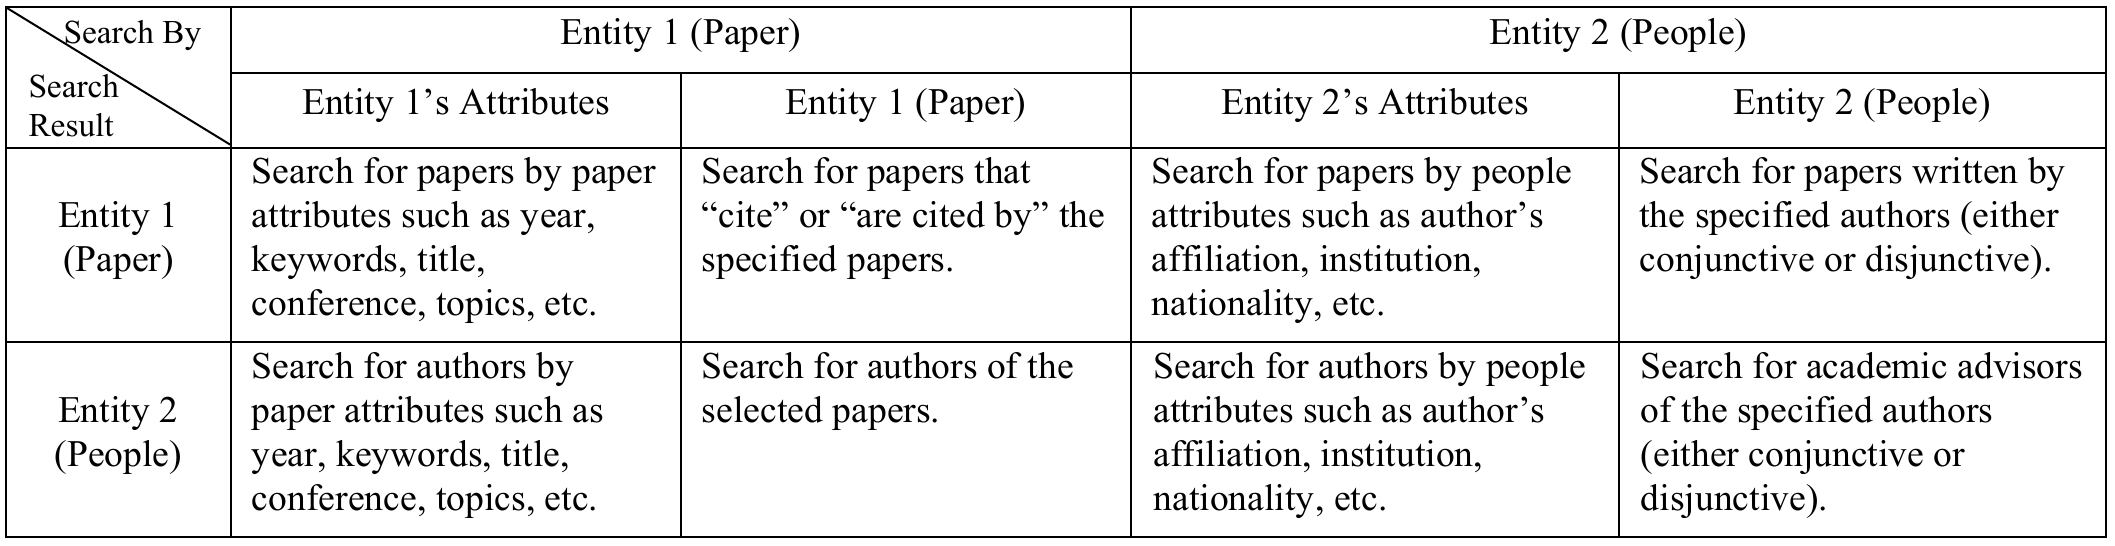 Search By
Search
Result
Entity 1 (Paper)
Entity 2 (People)
Entity 1’s Attributes
Entity 1 (Paper)
Entity 2’s Attributes
Entity 2 (People)
Entity 1
(Paper)
Search for papers by paper
attributes such as year,
keywords, title,
conference, topics, etc.
Search for papers that
“cite” or “are cited by” the
specified papers.
Search for papers by people
attributes such as author’s
affiliation, institution,
nationality, etc.
Search for papers written by
the specified authors (either
conjunctive or disjunctive).
Entity 2
(People)
Search for authors by
paper attributes such as
year, keywords, title,
conference, topics, etc.
Search for authors of the
selected papers.
Search for authors by people
attributes such as author’s
affiliation, institution,
nationality, etc.
Search for academic advisors
of the specified authors
(either conjunctive or
disjunctive).